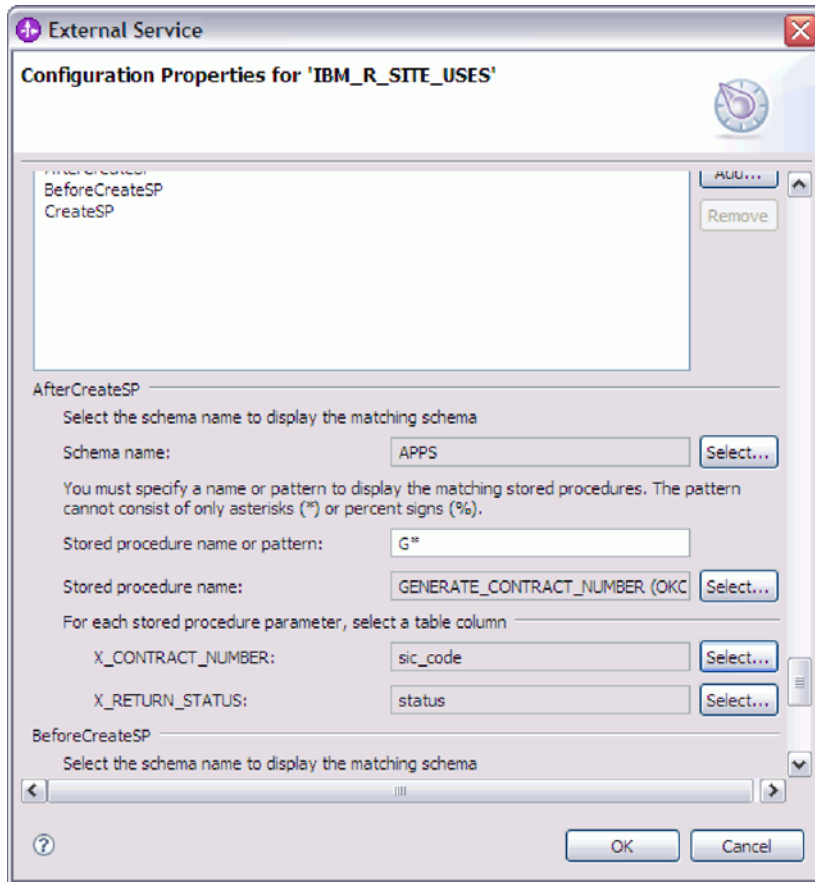 External Service
Configuration Properties for 'IBM_R_SITE_USES'
AfterCreateSP
Add...
BeforeCreateSP
CreateSP
Remove
AfterCreateSP
Select the schema name to display the matching schema
Schema name: APPS Select...
You must specify a name or pattern to display the matching stored procedures. The pattern
cannot consist of only asterisks (*) or percent signs (%).
Stored procedure name or pattern: G*
Stored procedure name: GENERATE_CONTRACT_NUMBER (OKC Select...
For each stored procedure parameter, select a table column
X_CONTRACT_NUMBER: sic_code Select...
X_RETURN_STATUS: status Select...
BeforeCreateSP
Select the schema name to display the matching schema
? OK Cancel